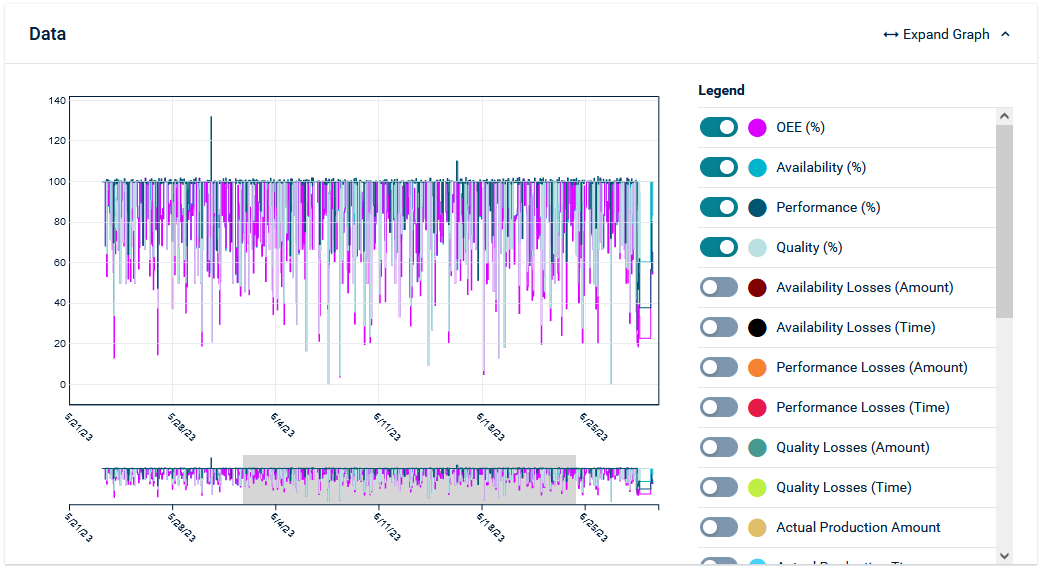 Data
Expand Graph
140
120
100
80
60
40
20
0
5/21/23
5/28/23
6/4/23
6/11/23
6/18/23
6/25/23
5/21/23
5/28/23
6/4/23
6/11/23
6/18/23
6/25/23
Legend
OEE (%)
Availability (%)
Performance (%)
Quality (%)
Availability Losses (Amount)
Availability Losses (Time)
Performance Losses (Amount)
Performance Losses (Time)
Quality Losses (Amount)
Quality Losses (Time)
Actual Production Amount